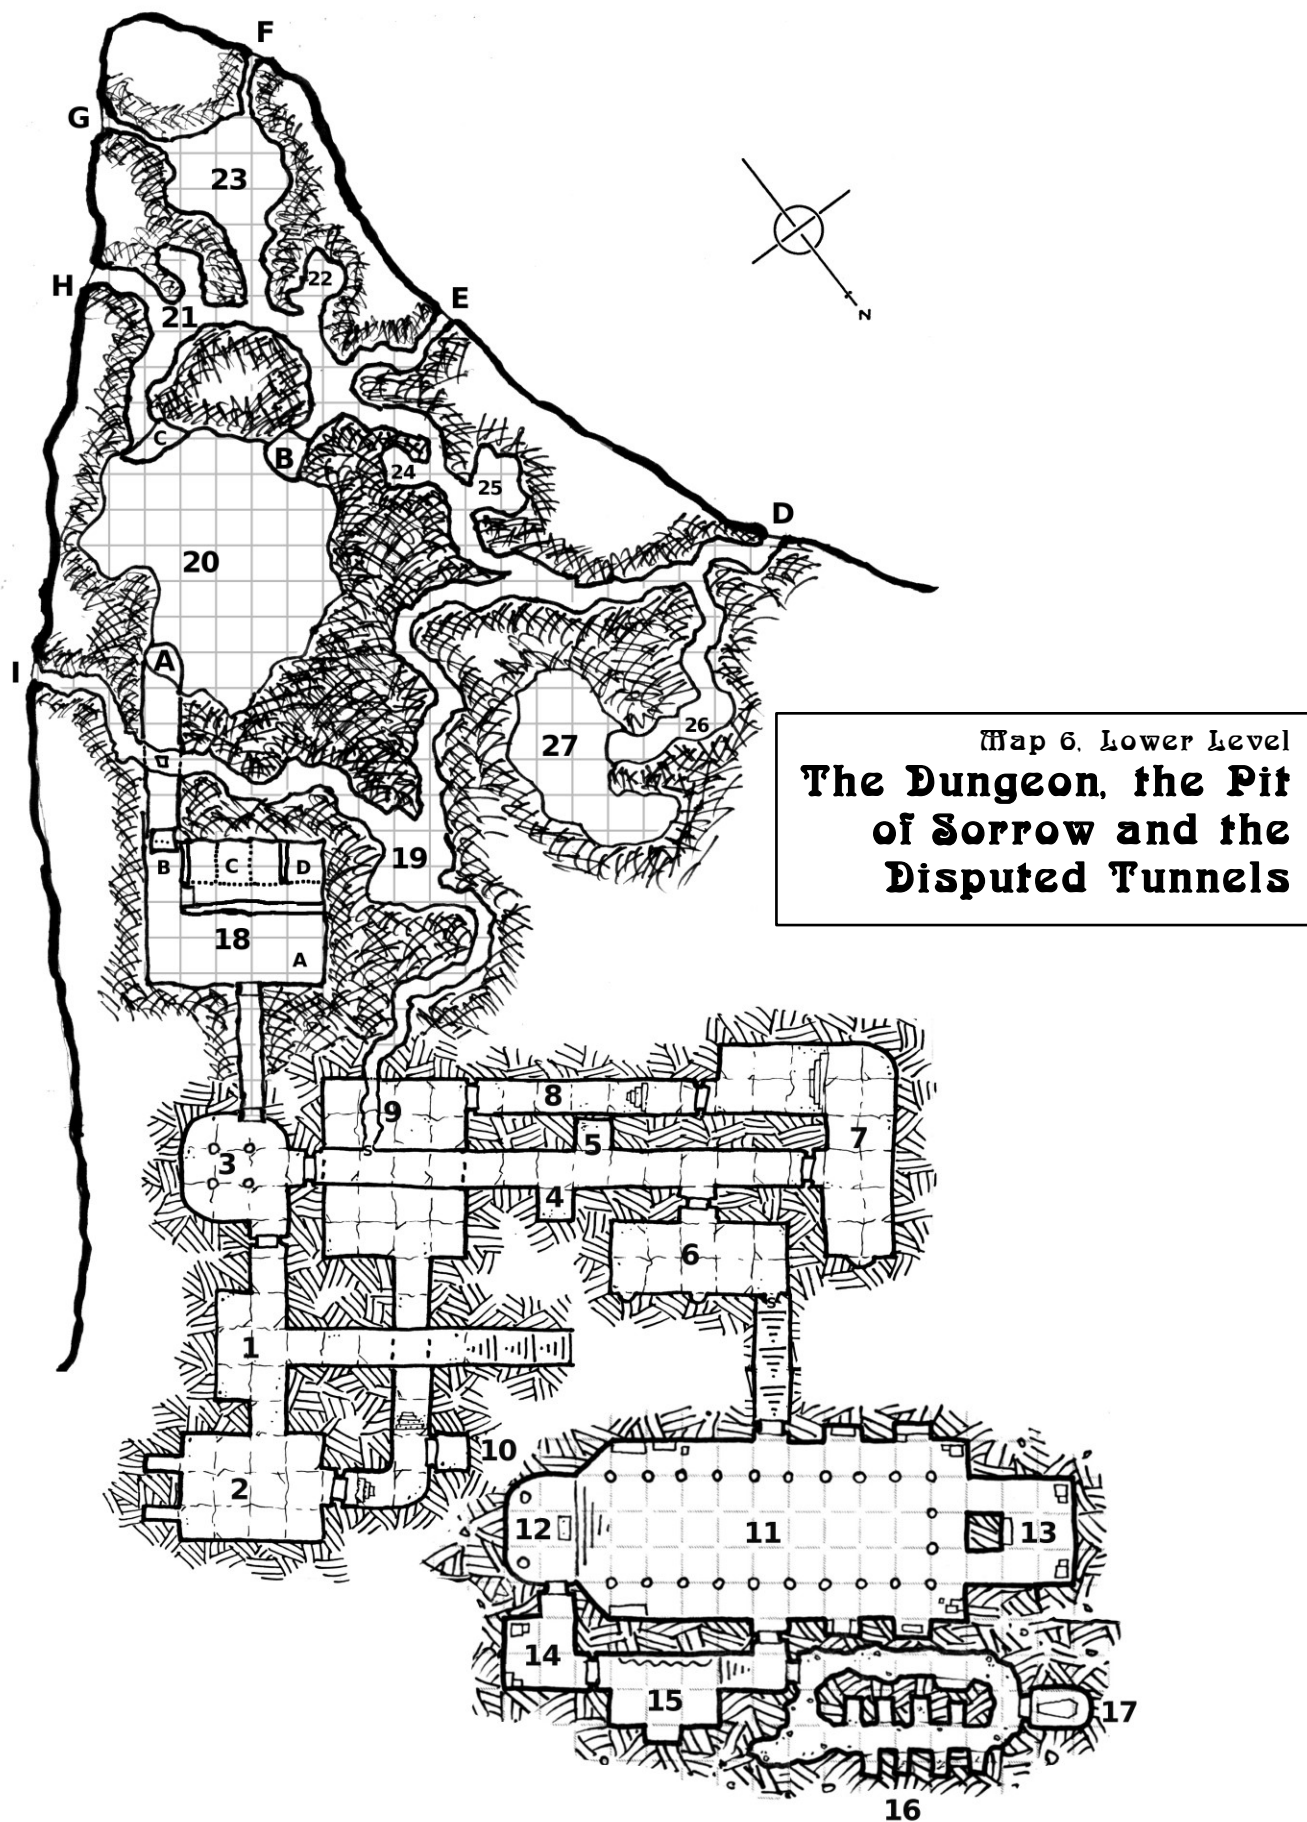 F
G
23
H
22
E
21
C
B
24
25
D
20
A
I
26
27
Map 6, Lower Level
The Dungeon, the Pit
of Sorrow and the
Disputed Tunnels
N
19
B C D
18
A
8
9
7
5
3
S
4
6
S
1
10
2
12 11 13
14
15
17
16